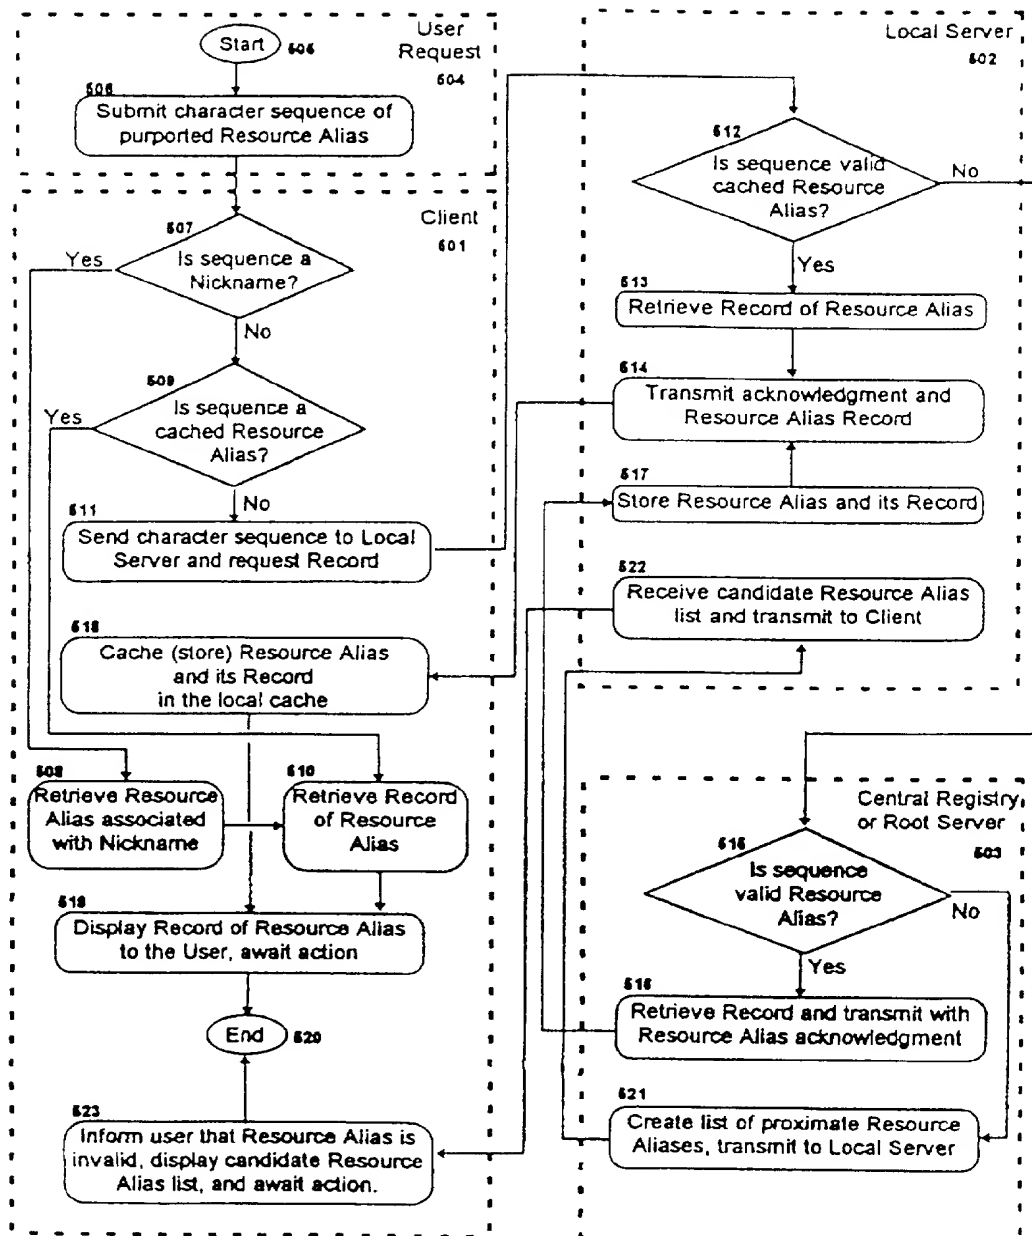 Start
505
User
Request
504
506
Submit character sequence of
purported Resource Alias
Client
501
507
Is sequence a
Nickname?
Yes
No
509
Is sequence a
cached Resource
Alias?
Yes
No
511
Send character sequence to Local
Server and request Record
518
Cache (store) Resource Alias
and its Record
in the local cache
508
Retrieve Resource
Alias associated
with Nickname
510
Retrieve Record
of Resource
Alias
519
Display Record of Resource Alias
to the User, await action
End
520
523
Inform user that Resource Alias is
invalid, display candidate Resource
Alias list, and await action.
Local Server
502
512
Is sequence valid
cached Resource
Alias?
No
Yes
513
Retrieve Record of Resource Alias
514
Transmit acknowledgment and
Resource Alias Record
517
Store Resource Alias and its Record
522
Receive candidate Resource Alias
list and transmit to Client
Central Registry
or Root Server
503
515
Is sequence
valid Resource
Alias?
No
Yes
516
Retrieve Record and transmit with
Resource Alias acknowledgment
521
Create list of proximate Resource
Aliases, transmit to Local Server